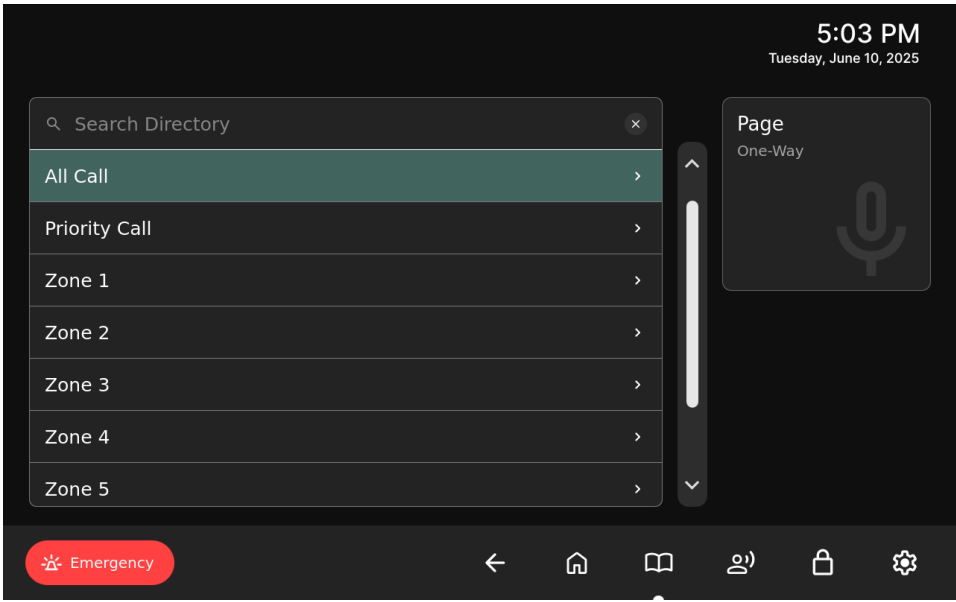 5:03 PM
Tuesday, June 10, 2025
Search Directory
All Call
Priority Call
Zone 1
Zone 2
Zone 3
Zone 4
Zone 5
Page
One-Way
Emergency